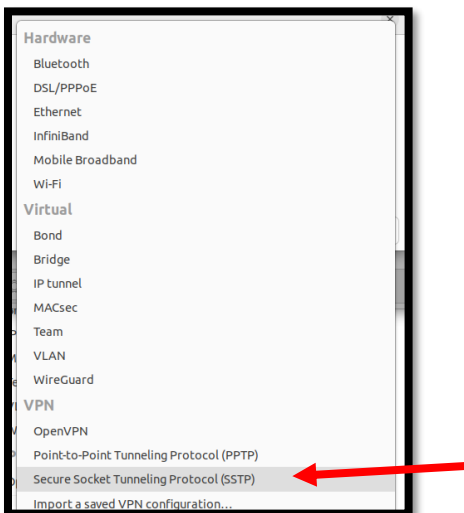 Hardware
Bluetooth
DSL/PPPoE
Ethernet
InfiniBand
Mobile Broadband
Wi-Fi
Virtual
Bond
Bridge
IP tunnel
MACsec
Team
VLAN
WireGuard
VPN
OpenVPN
Point-to-Point Tunneling Protocol (PPTP)
Secure Socket Tunneling Protocol (SSTP)
Import a saved VPN configuration…